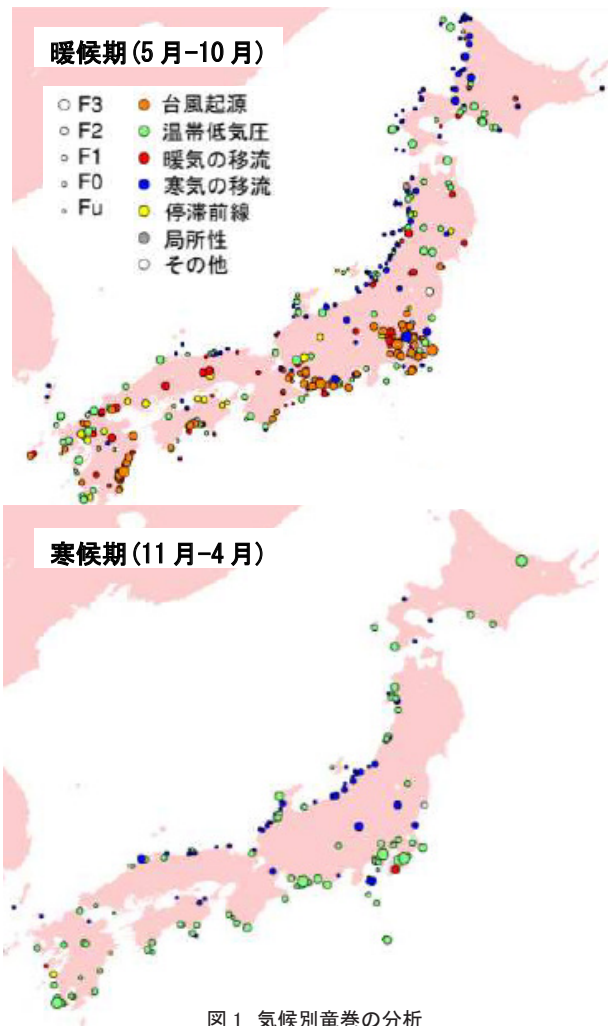 暖候期(5月-10月)
F3
F2
F1
F0
Fu
台風起源
温帯低気圧
暖気の移流
寒気の移流
停滞前線
局所性
その他
寒候期(11月-4月)
図1 気候別竜巻の分析